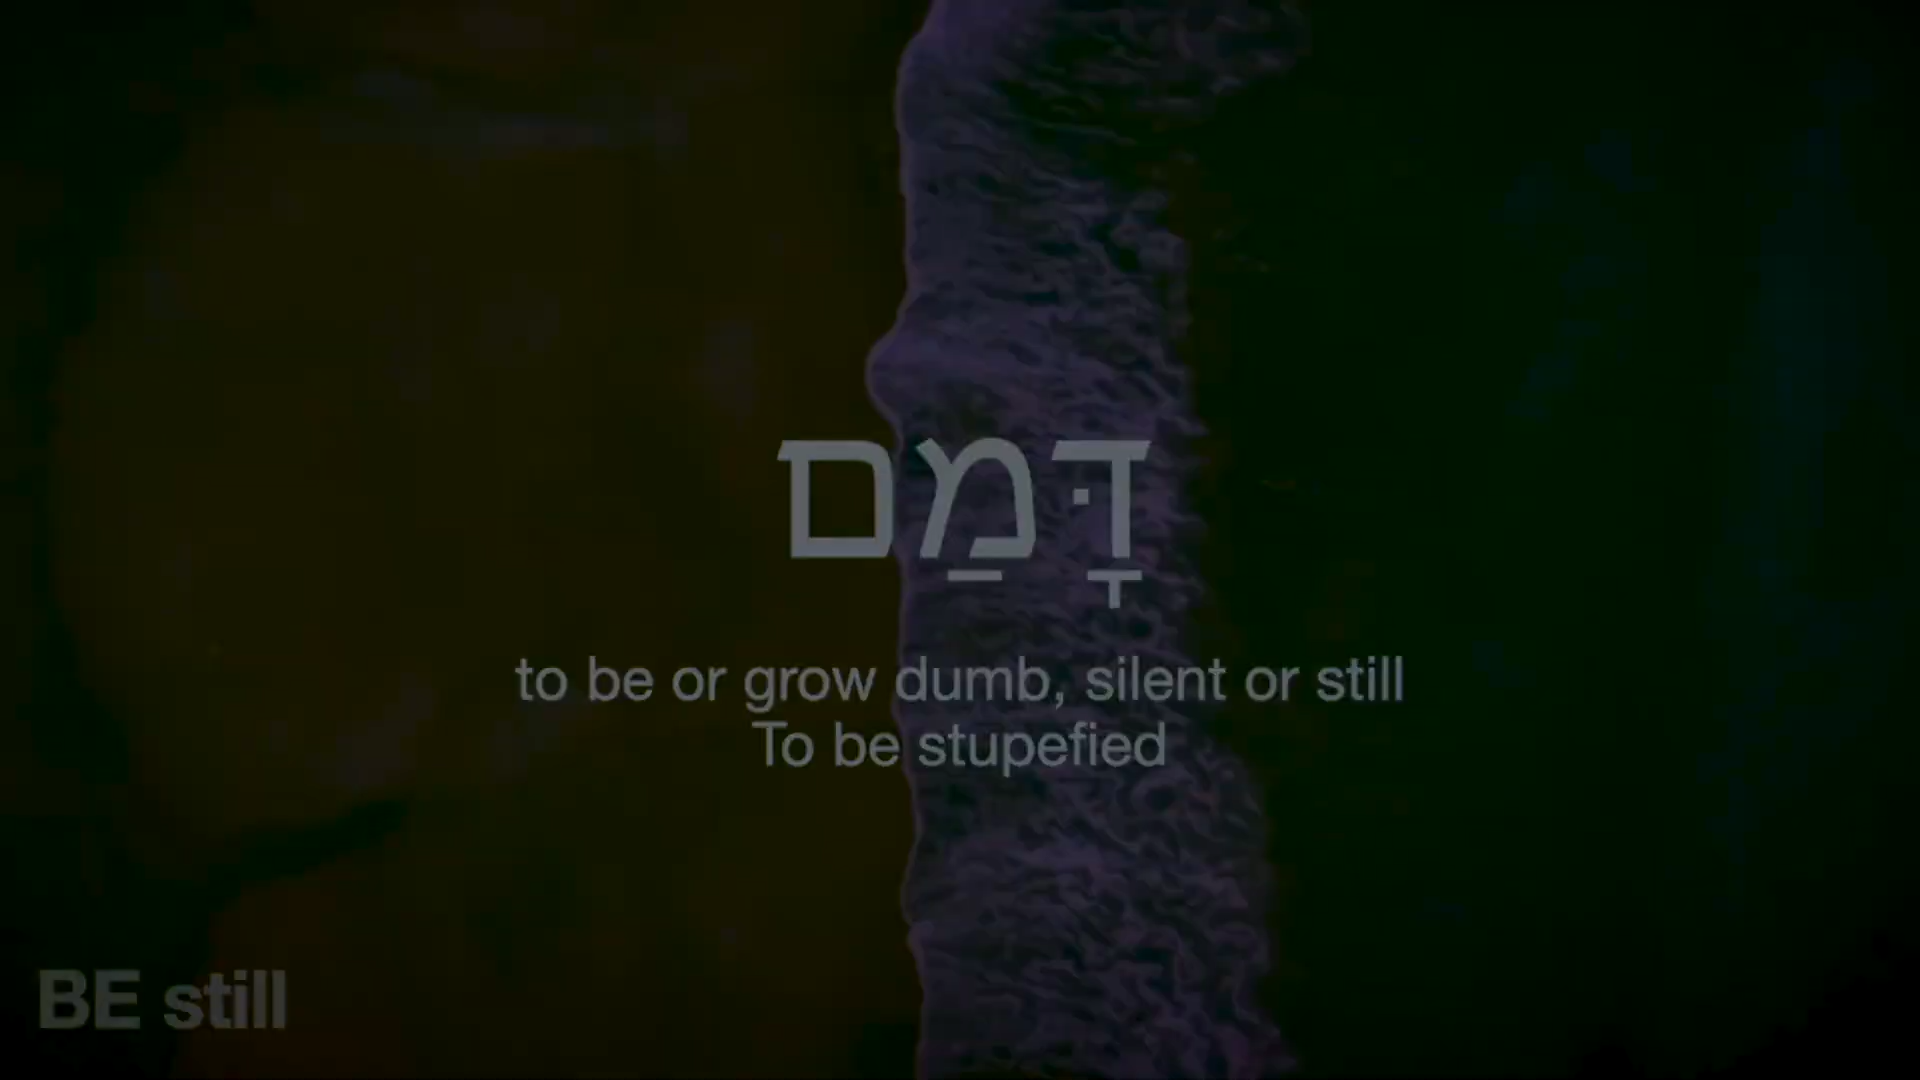 דָּמַם
to be or grow dumb, silent or still
To be stupefied
BE still